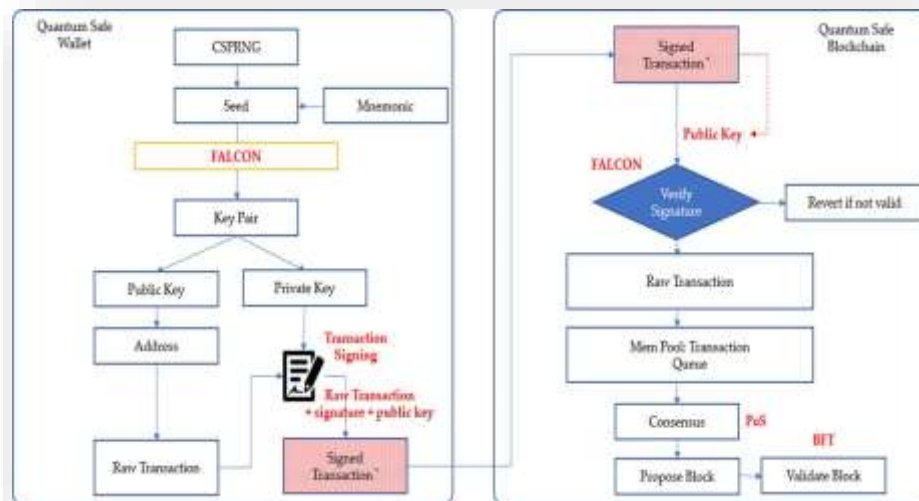 Quantum Safe
Wallet
CSPRNG
Seed
Mnemonic
FALCON
Key Pair
Public Key
Private Key
Address
Transaction
Signing
Raw Transaction
+ signature + public key
Raw Transaction
Signed
Transaction*
Quantum Safe
Blockchain
Signed
Transaction*
Public Key
FALCON
Verify
Signature
Revert if not valid
Raw Transaction
Mem Pool: Transaction
Queue
Consensus
PoS
BFT
Propose Block
Validate Block